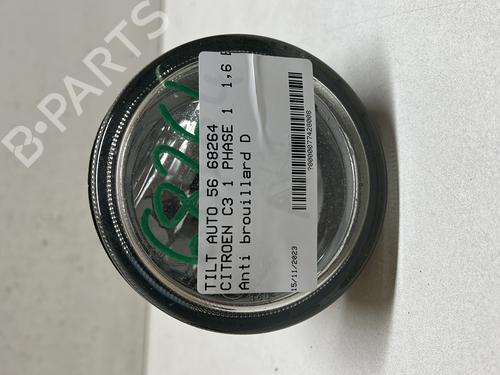 B-PARTS
TILT AUTO 56 68264
CITROEN C3 1 PHASE 1 1,6
Anti brouillard D
15/11/2023